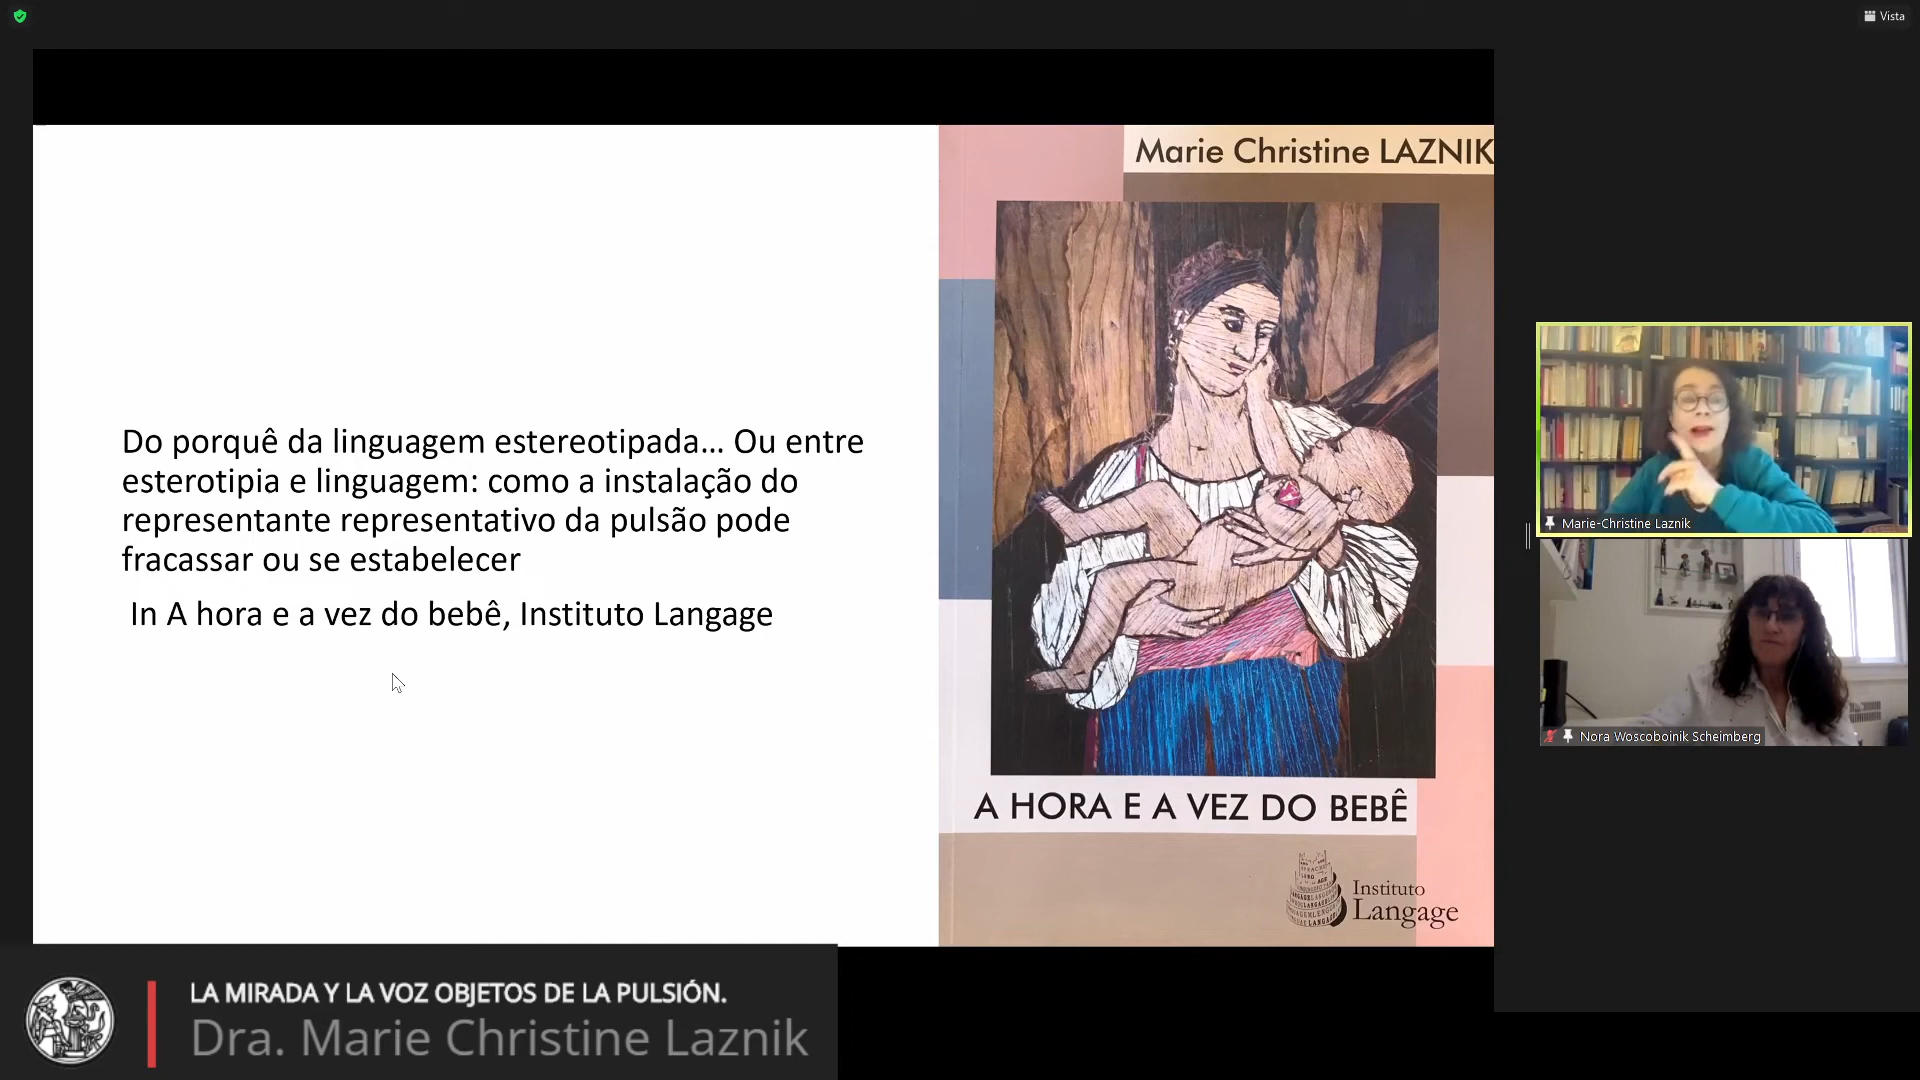 Vista
Marie Christine LAZNIK
Do porquê da linguagem estereotipada... Ou entre
esterotipia e linguagem: como a instalação do
representante representativo da pulsão pode
fracassar ou se estabelecer
In A hora e a vez do bebê, Instituto Langage
A HORA E A VEZ DO BEBÊ
Instituto
Langage
Marie-Christine Laznik
Nora Woscoboinik Scheimberg
LA MIRADA Y LA VOZ OBJETOS DE LA PULSIÓN.
Dra. Marie Christine Laznik